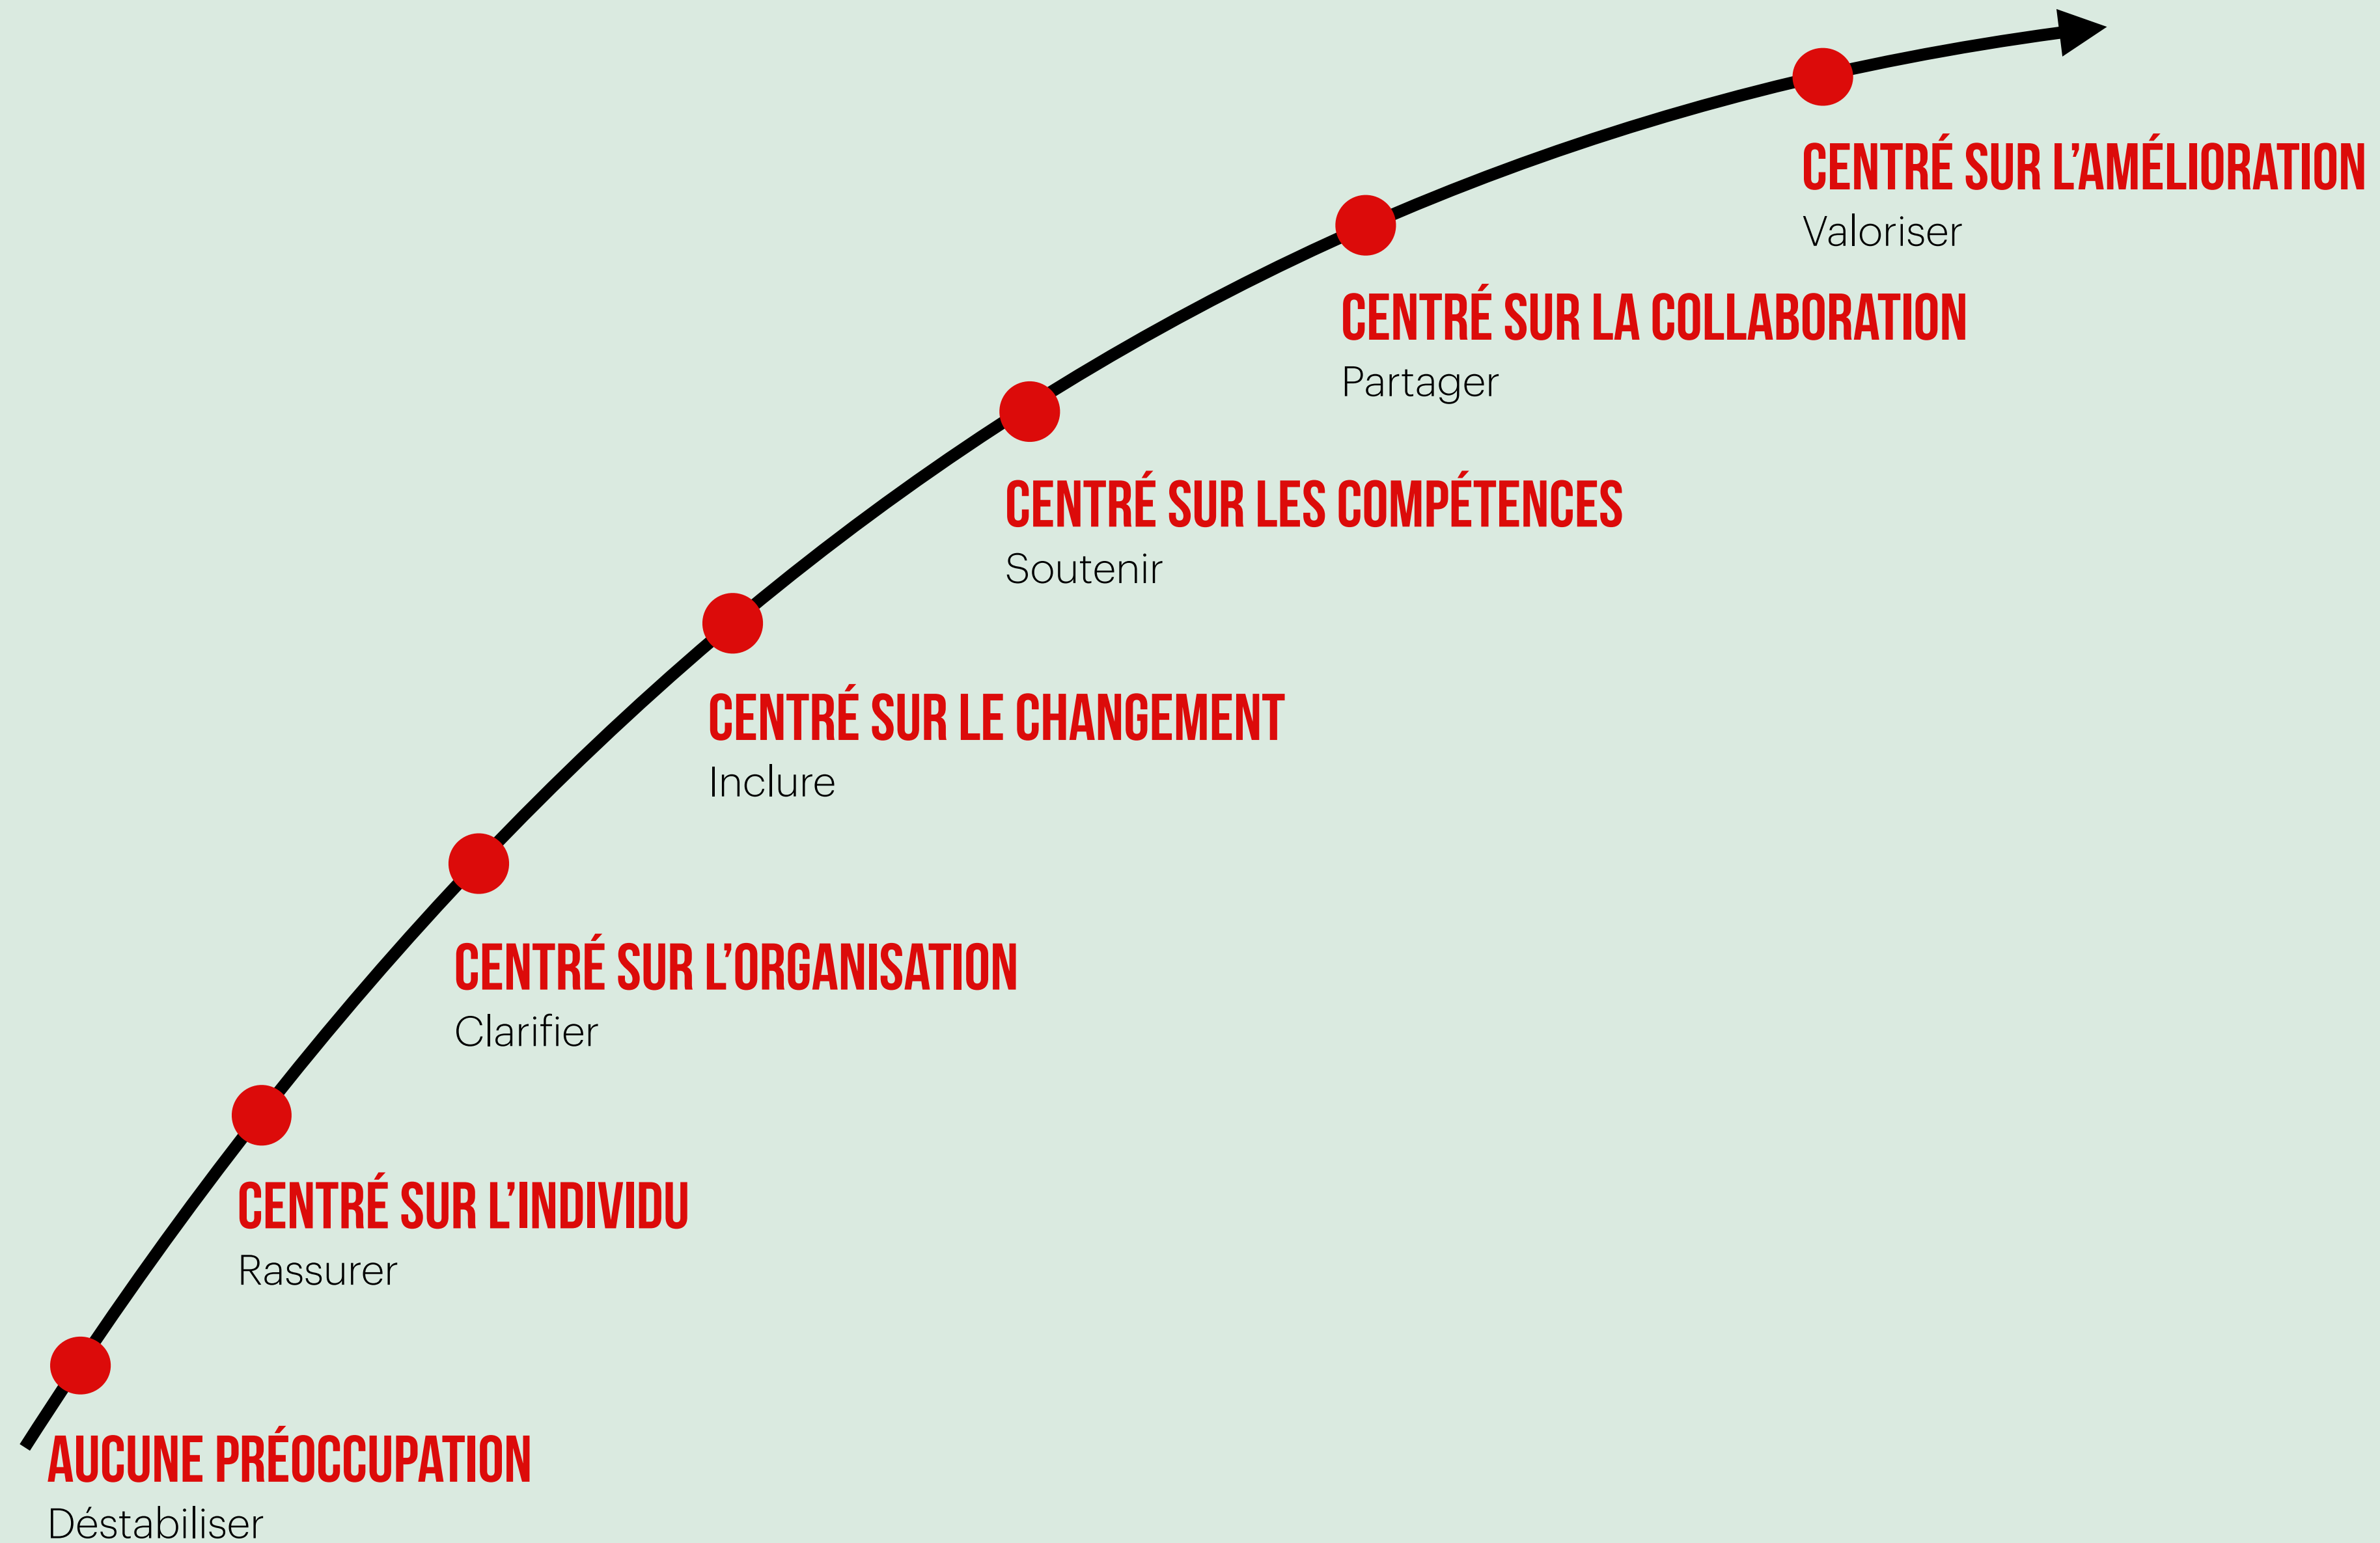 CENTRÉ SUR L’AMÉLIORATION
Valoriser
CENTRÉ SUR LA COLLABORATION
Partager
CENTRÉ SUR LES COMPÉTENCES
Soutenir
CENTRÉ SUR LE CHANGEMENT
Inclure
CENTRÉ SUR L’ORGANISATION
Clarifier
CENTRÉ SUR L’INDIVIDU
Rassurer
AUCUNE PRÉOCCUPATION
Déstabiliser